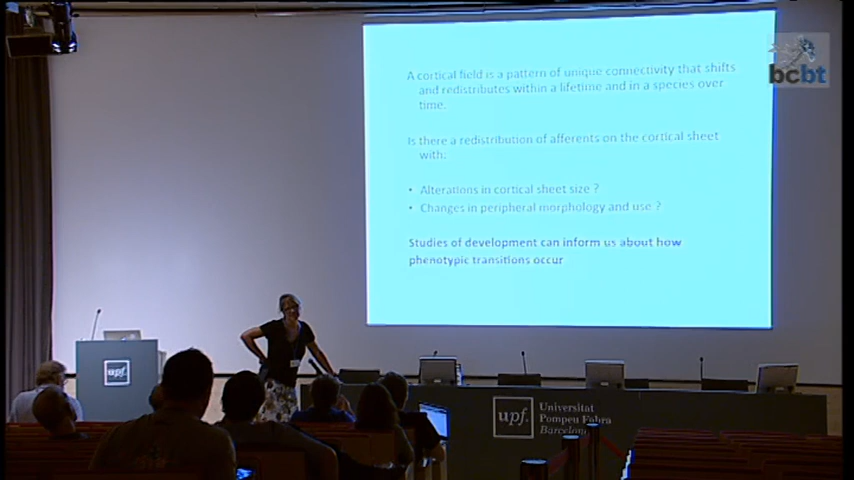 A cortical field is a pattern of unique connectivity that shifts
and redistributes within a lifetime and in a species over
time.
Is there a redistribution of afferents on the cortical sheet
with:
• Alterations in cortical sheet size ?
• Changes in peripheral morphology and use ?
Studies of development can inform us about how
phenotypic transitions occur
bcbt
upf.
upf.
Universitat
Pompeu Fabra
Barcelona